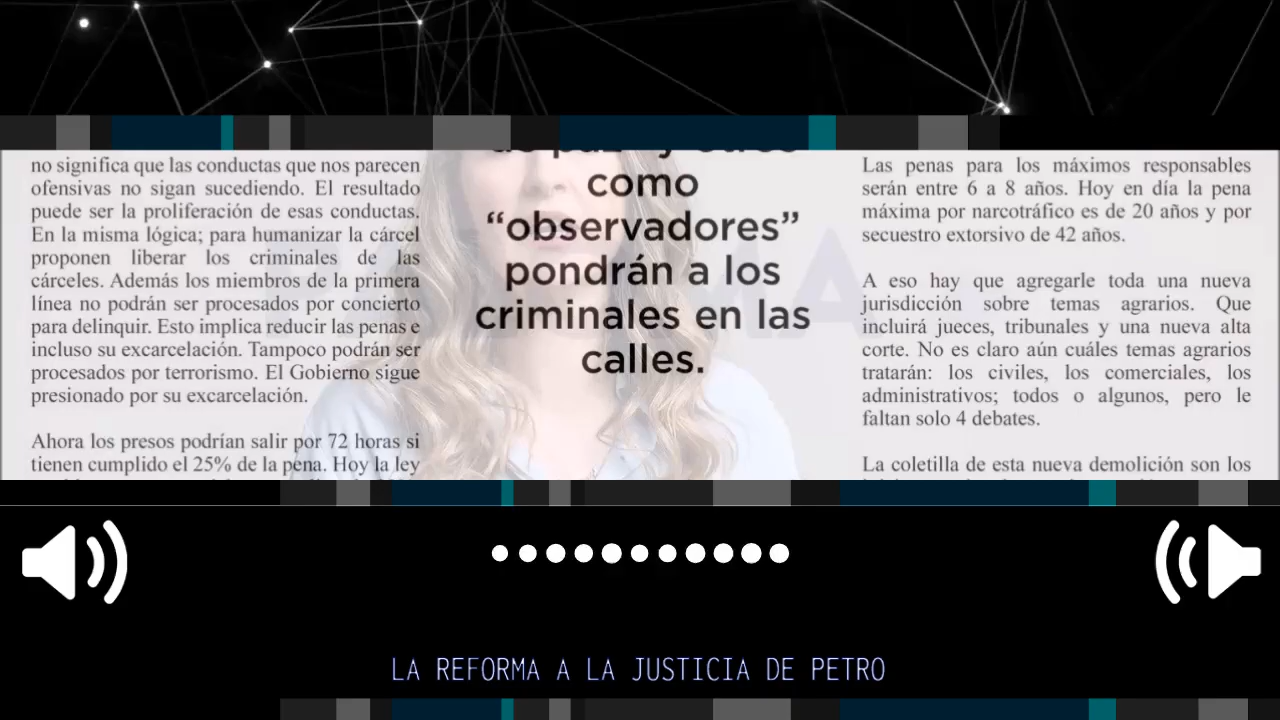 no significa que las conductas que nos parecen
ofensivas no sigan sucediendo. El resultado
puede ser la proliferación de esas conductas.
En la misma lógica; para humanizar la cárcel
proponen liberar los criminales de las
cárceles. Además los miembros de la primera
línea no podrán ser procesados por concierto
para delinquir. Esto implica reducir las penas e
incluso su excarcelación. Tampoco podrán ser
procesados por terrorismo. El Gobierno sigue
presionado por su excarcelación.
Ahora los presos podrían salir por 72 horas si
tienen cumplido el 25% de la pena. Hoy la ley
como
“observadores”
pondrán a los
criminales en las
calles.
Las penas para los máximos responsables
serán entre 6 a 8 años. Hoy en día la pena
máxima por narcotráfico es de 20 años y por
secuestro extorsivo de 42 años.
A eso hay que agregarle toda una nueva
jurisdicción sobre temas agrarios. Que
incluirá jueces, tribunales y una nueva alta
corte. No es claro aún cuáles temas agrarios
tratarán: los civiles, los comerciales, los
administrativos; todos o algunos, pero le
faltan solo 4 debates.
La coletilla de esta nueva demolición son los
LA REFORMA A LA JUSTICIA DE PETRO